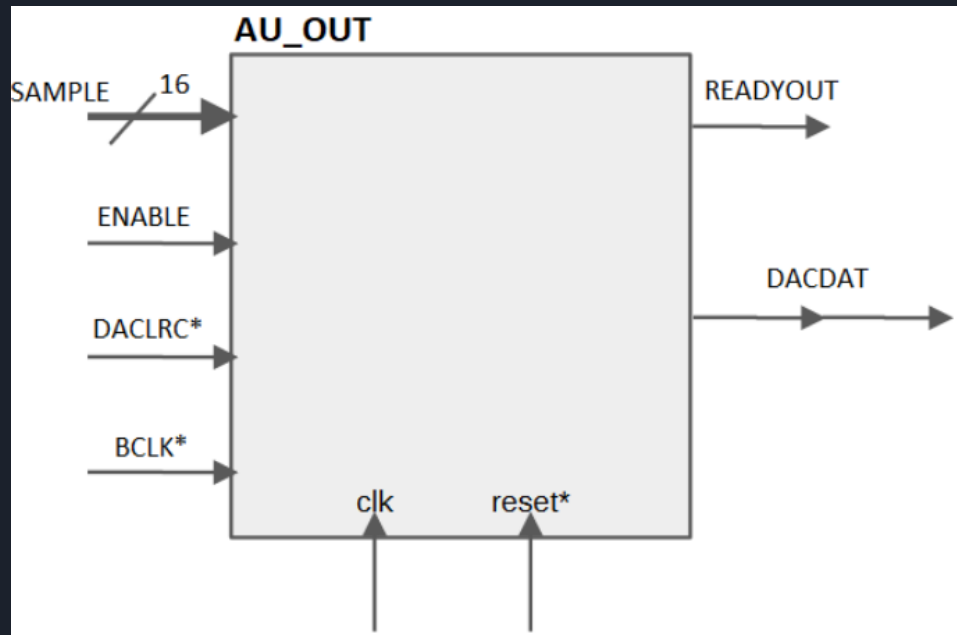 AU_OUT
SAMPLE
16
READYOUT
ENABLE
DACDAT
DACLRC*
BCLK*
clk
reset*